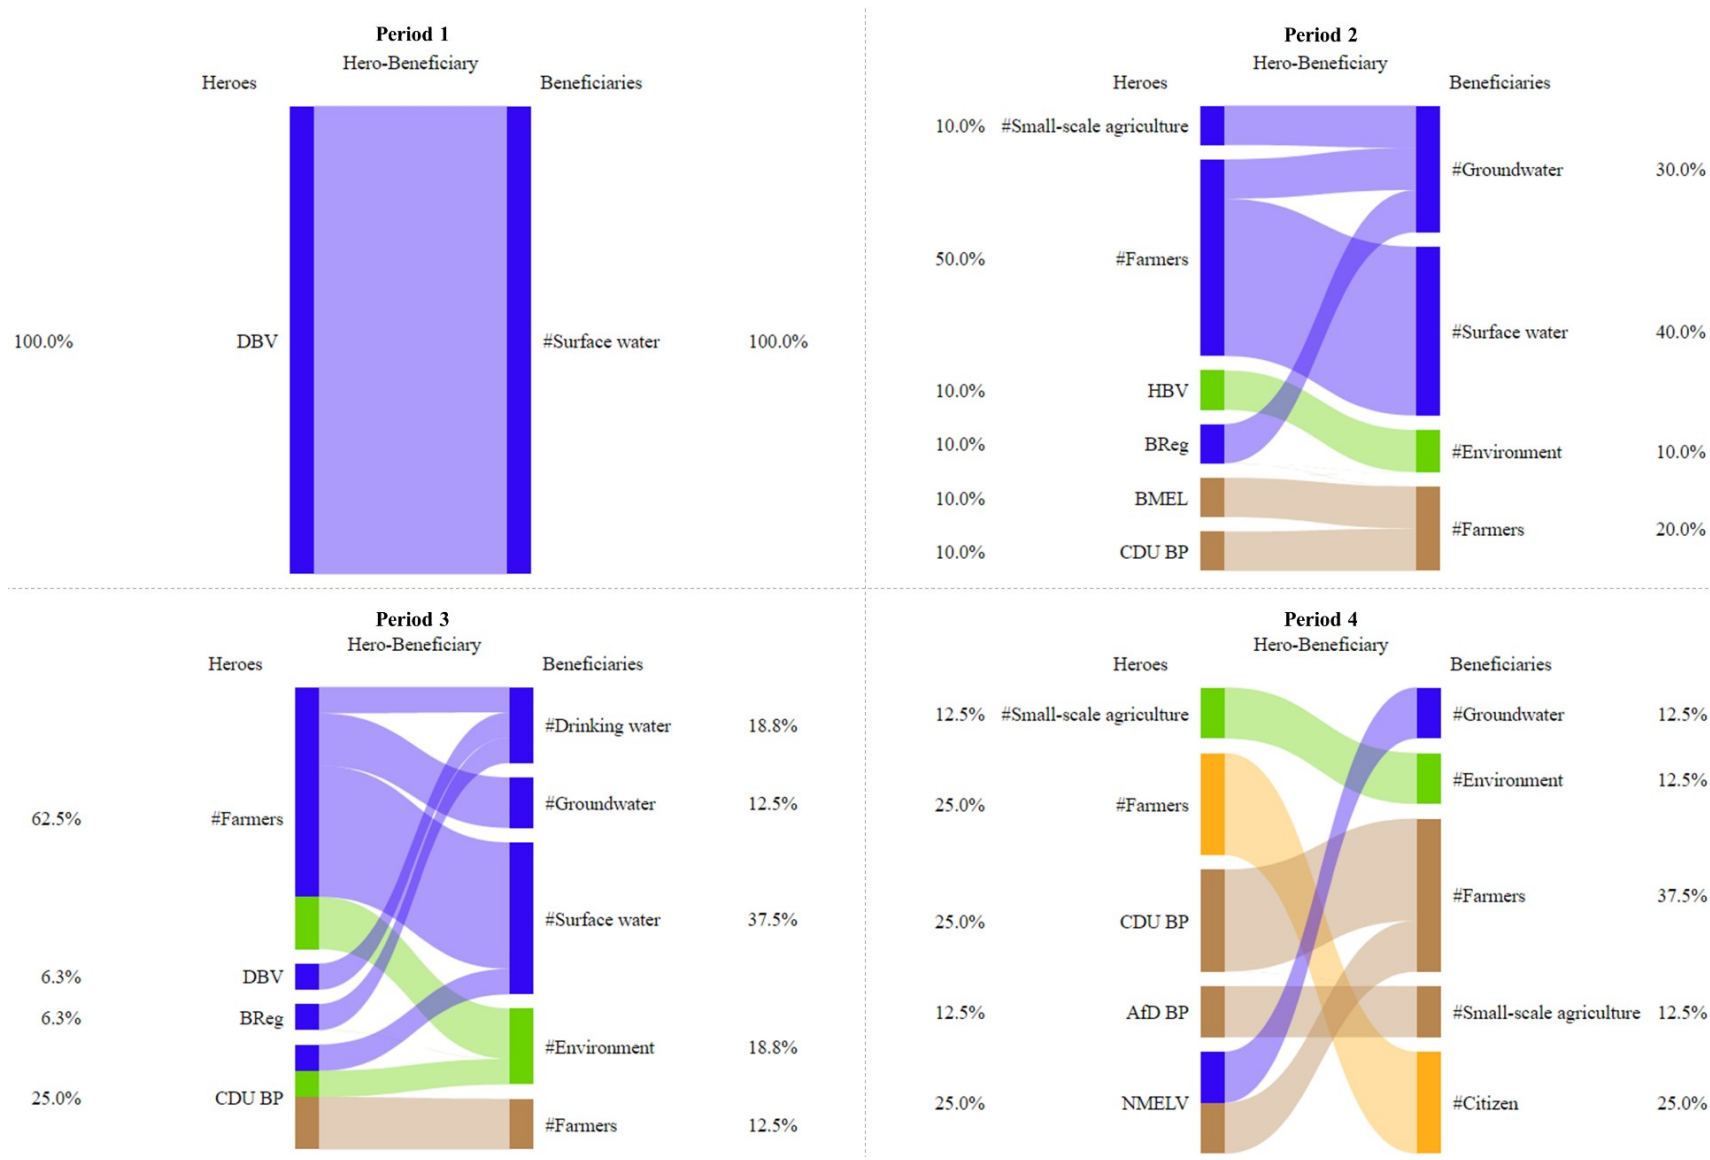 Period 1
Hero-Beneficiary
Heroes Beneficiaries
100.0% DBV #Surface water 100.0%
Period 2
Hero-Beneficiary
Heroes Beneficiaries
10.0% #Small-scale agriculture
#Groundwater 30.0%
50.0% #Farmers
#Surface water 40.0%
10.0% HBV
10.0% BReg
#Environment 10.0%
10.0% BMEL
#Farmers 20.0%
10.0% CDU BP
Period 3
Hero-Beneficiary
Heroes Beneficiaries
#Drinking water 18.8%
#Groundwater 12.5%
62.5% #Farmers
#Surface water 37.5%
6.3% DBV
6.3% BReg
#Environment 18.8%
25.0% CDU BP
#Farmers 12.5%
Period 4
Hero-Beneficiary
Heroes Beneficiaries
12.5% #Small-scale agriculture #Groundwater 12.5%
#Environment 12.5%
25.0% #Farmers
#Farmers 37.5%
25.0% CDU BP
12.5% AfD BP #Small-scale agriculture 12.5%
25.0% NMELV #Citizen 25.0%